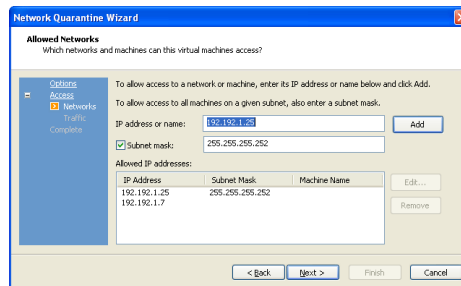 Network Quarantine Wizard
Allowed Networks
Which networks and machines can this virtual machines access?
Options
Access
Networks
Traffic
Complete
To allow access to a network or machine, enter its IP address or name below and click Add.
To allow access to all machines on a given subnet, also enter a subnet mask.
IP address or name: 192.192.1.25 Add
Subnet mask: 255.255.255.252
Allowed IP addresses:
IP Address Subnet Mask Machine Name
192.192.1.25 255.255.255.252
192.192.1.7
Edit...
Remove
< Back Next > Finish Cancel